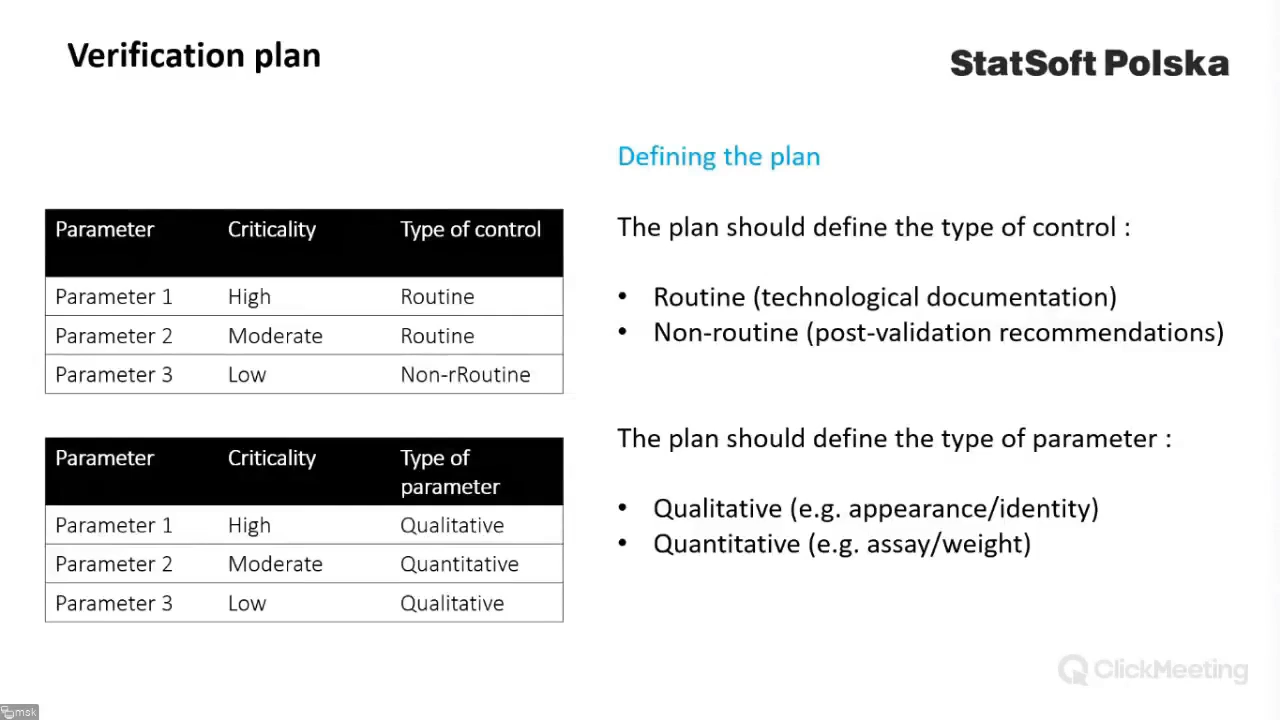 Verification plan
StatSoft Polska
Defining the plan
Parameter Criticality Type of control
Parameter 1 High Routine
Parameter 2 Moderate Routine
Parameter 3 Low Non-rRoutine
The plan should define the type of control :
• Routine (technological documentation)
• Non-routine (post-validation recommendations)
Parameter Criticality Type of
parameter
Parameter 1 High Qualitative
Parameter 2 Moderate Quantitative
Parameter 3 Low Qualitative
The plan should define the type of parameter :
• Qualitative (e.g. appearance/identity)
• Quantitative (e.g. assay/weight)
ClickMeeting
msk